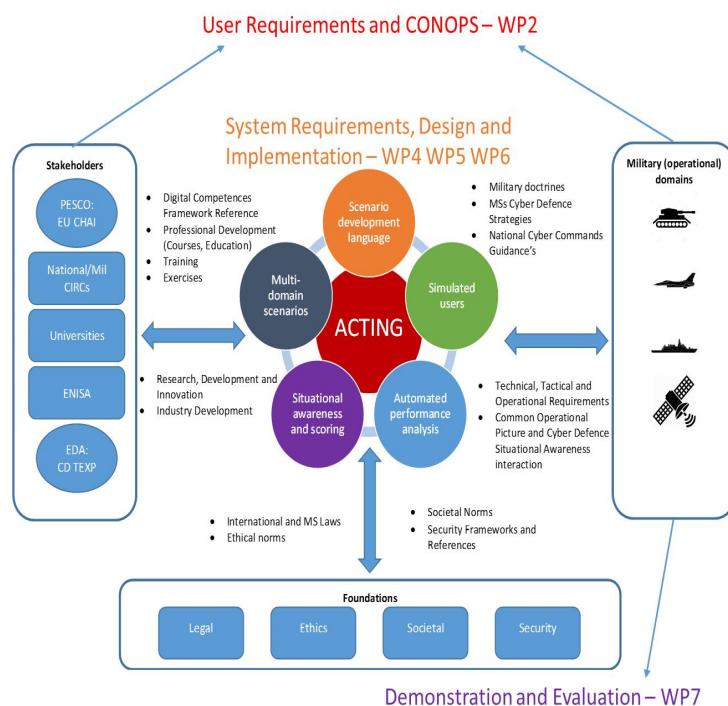 User Requirements and CONOPS – WP2
System Requirements, Design and
Implementation – WP4 WP5 WP6
Stakeholders
PESCO:
EU CHAI
National/Mil
CIRCs
Universities
ENISA
EDA:
CD TEXP
• Digital Competences
Framework Reference
• Professional Development
(Courses, Education)
• Training
• Exercises
• Research, Development and
Innovation
• Industry Development
Scenario
development
language
Multi-
domain
scenarios
Simulated
users
ACTING
Situational
awareness
and scoring
Automated
performance
analysis
• Military doctrines
• MSs Cyber Defence
Strategies
• National Cyber Commands
Guidance's
• Technical, Tactical and
Operational Requirements
• Common Operational
Picture and Cyber Defence
Situational Awareness
interaction
Military (operational)
domains
• International and MS Laws
• Ethical norms
• Societal Norms
• Security Frameworks and
References
Foundations
Legal
Ethics
Societal
Security
Demonstration and Evaluation – WP7